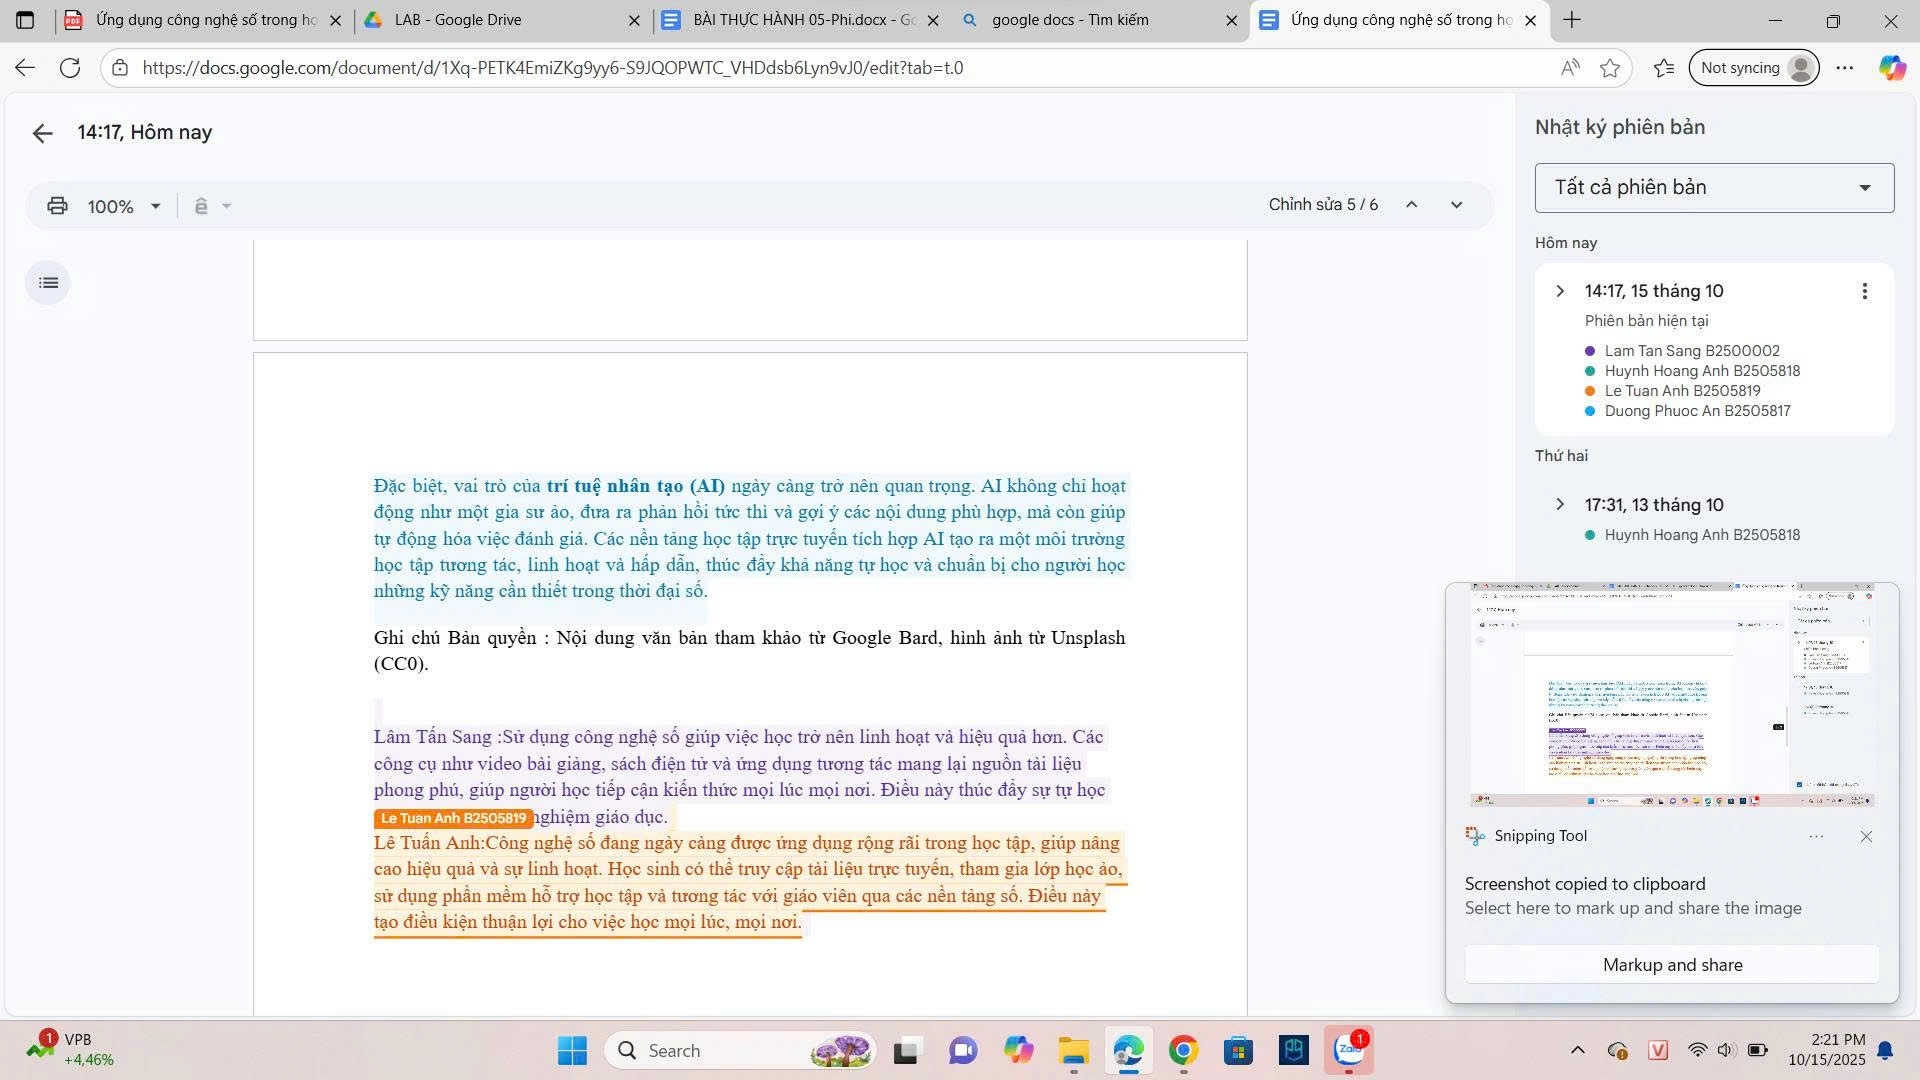 Ứng dụng công nghệ số trong họ
LAB - Google Drive
BÀI THỰC HÀNH 05-Phi.docx - Go
google docs - Tìm kiếm
Ứng dụng công nghệ số trong họ
https://docs.google.com/document/d/1Xq-PETK4EmiZKg9yy6-S9JQOPWTC_VHDdsb6Lyn9vJ0/edit?tab=t.0
Not syncing
14:17, Hôm nay
100%
Chỉnh sửa 5 / 6
Nhật ký phiên bản
Tất cả phiên bản
Hôm nay
14:17, 15 tháng 10
Phiên bản hiện tại
Lam Tan Sang B2500002
Huynh Hoang Anh B2505818
Le Tuan Anh B2505819
Duong Phuoc An B2505817
Thứ hai
17:31, 13 tháng 10
Huynh Hoang Anh B2505818
Đặc biệt, vai trò của trí tuệ nhân tạo (AI) ngày càng trở nên quan trọng. AI không chỉ hoạt
động như một gia sư ảo, đưa ra phản hồi tức thì và gợi ý các nội dung phù hợp, mà còn giúp
tự động hóa việc đánh giá. Các nền tảng học tập trực tuyến tích hợp AI tạo ra một môi trường
học tập tương tác, linh hoạt và hấp dẫn, thúc đẩy khả năng tự học và chuẩn bị cho người học
những kỹ năng cần thiết trong thời đại số.
Ghi chú Bản quyền : Nội dung văn bản tham khảo từ Google Bard, hình ảnh từ Unsplash
(CC0).
Lâm Tấn Sang :Sử dụng công nghệ số giúp việc học trở nên linh hoạt và hiệu quả hơn. Các
công cụ như video bài giảng, sách điện tử và ứng dụng tương tác mang lại nguồn tài liệu
phong phú, giúp người học tiếp cận kiến thức mọi lúc mọi nơi. Điều này thúc đẩy sự tự học
Le Tuan Anh B2505819 nghiệm giáo dục.
Lê Tuấn Anh:Công nghệ số đang ngày càng được ứng dụng rộng rãi trong học tập, giúp nâng
cao hiệu quả và sự linh hoạt. Học sinh có thể truy cập tài liệu trực tuyến, tham gia lớp học ảo,
sử dụng phần mềm hỗ trợ học tập và tương tác với giáo viên qua các nền tảng số. Điều này
tạo điều kiện thuận lợi cho việc học mọi lúc, mọi nơi.
Snipping Tool
Screenshot copied to clipboard
Select here to mark up and share the image
Markup and share
1
VPB
+4,46%
Search
Zalo
1
2:21 PM
10/15/2025